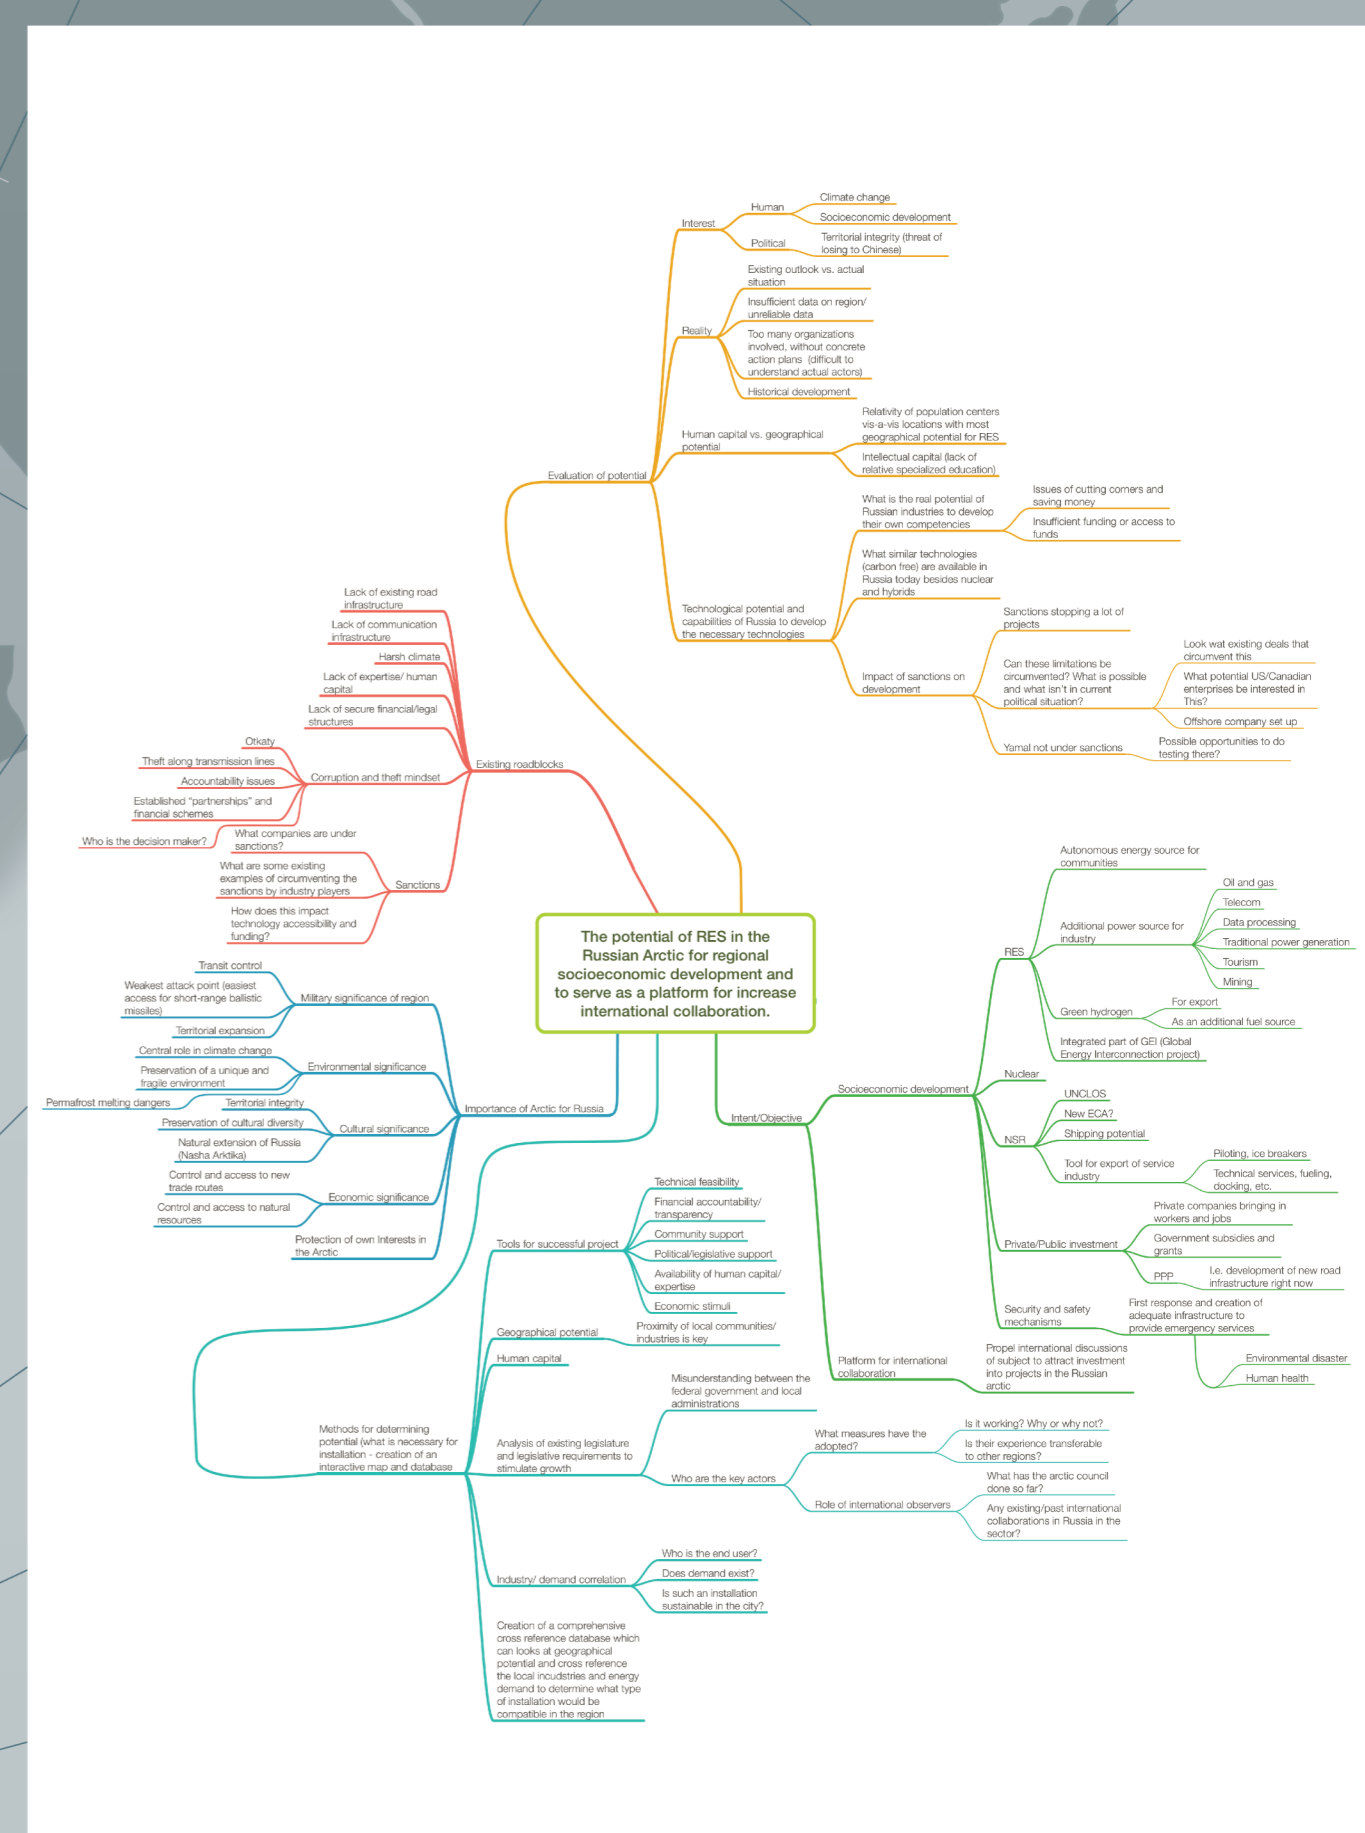 Climate change
Human
Socioeconomic development
Interest
Territorial integrity (threat of
losing to Chinese)
Political
Existing outlook vs. actual
situation
Insufficient data on region/
unreliable data
Reality
Too many organizations
involved, without concrete
action plans (difficult to
understand actual actors)
Historical development
Relativity of population centers
vis-a-vis locations with most
geographical potential for RES
Human capital vs. geographical
potential
Intellectual capital (lack of
relative specialized education)
Evaluation of potential
Issues of cutting corners and
saving money
What is the real potential of
Russian industries to develop
their own competencies
Insufficient funding or access to
funds
What similar technologies
(carbon free) are available in
Russia today besides nuclear
and hybrids
Technological potential and
capabilities of Russia to develop
the necessary technologies
Sanctions stopping a lot of
projects
Look wat existing deals that
circumvent this
Can these limitations be
circumvented? What is possible
and what isn't in current
political situation?
What potential US/Canadian
enterprises be interested in
This?
Impact of sanctions on
development
Offshore company set up
Yamal not under sanctions
Possible opportunities to do
testing there?
Lack of existing road
infrastructure
Lack of communication
infrastructure
Harsh climate
Lack of expertise/ human
capital
Lack of secure financial/legal
structures
Otkaty
Theft along transmission lines
Existing roadblocks
Corruption and theft mindset
Accountability issues
Established "partnerships" and
financial schemes
Who is the decision maker?
What companies are under
sanctions?
What are some existing
examples of circumventing the
sanctions by industry players
Sanctions
How does this impact
technology accessibility and
funding?
The potential of RES in the
Russian Arctic for regional
socioeconomic development and
to serve as a platform for increase
international collaboration.
Transit control
Weakest attack point (easiest
access for short-range ballistic
missiles)
Military significance of region
Territorial expansion
Central role in climate change
Environmental significance
Preservation of a unique and
fragile environment
Permafrost melting dangers
Importance of Arctic for Russia
Territorial integrity
Preservation of cultural diversity
Cultural significance
Natural extension of Russia
(Nasha Arktika)
Control and access to new
trade routes
Economic significance
Control and access to natural
resources
Protection of own Interests in
the Arctic
Autonomous energy source for
communities
Oil and gas
Telecom
Additional power source for
industry
Data processing
Traditional power generation
RES
Tourism
Mining
For export
Green hydrogen
As an additional fuel source
Integrated part of GEI (Global
Energy Interconnection project)
Nuclear
Socioeconomic development
UNCLOS
New ECA?
Intent/Objective
NSR
Shipping potential
Piloting, ice breakers
Tool for export of service
industry
Technical services, fueling,
docking, etc.
Private companies bringing in
workers and jobs
Private/Public investment
Government subsidies and
grants
PPP
I.e. development of new road
infrastructure right now
Security and safety
mechanisms
First response and creation of
adequate infrastructure to
provide emergency services
Environmental disaster
Human health
Platform for international
collaboration
Propel international discussions
of subject to attract investment
into projects in the Russian
arctic
Technical feasibility
Financial accountability/
transparency
Community support
Tools for successful project
Political/legislative support
Availability of human capital/
expertise
Economic stimuli
Geographical potential
Proximity of local communities/
industries is key
Human capital
Misunderstanding between the
federal government and local
administrations
Methods for determining
potential (what is necessary for
installation - creation of an
interactive map and database
Analysis of existing legislature
and legislative requirements to
stimulate growth
Who are the key actors
What measures have the
adopted?
Is it working? Why or why not?
Is their experience transferable
to other regions?
Role of international observers
What has the arctic council
done so far?
Any existing/past international
collaborations in Russia in the
sector?
Who is the end user?
Industry/ demand correlation
Does demand exist?
Is such an installation
sustainable in the city?
Creation of a comprehensive
cross reference database which
can looks at geographical
potential and cross reference
the local incudstries and energy
demand to determine what type
of installation would be
compatible in the region